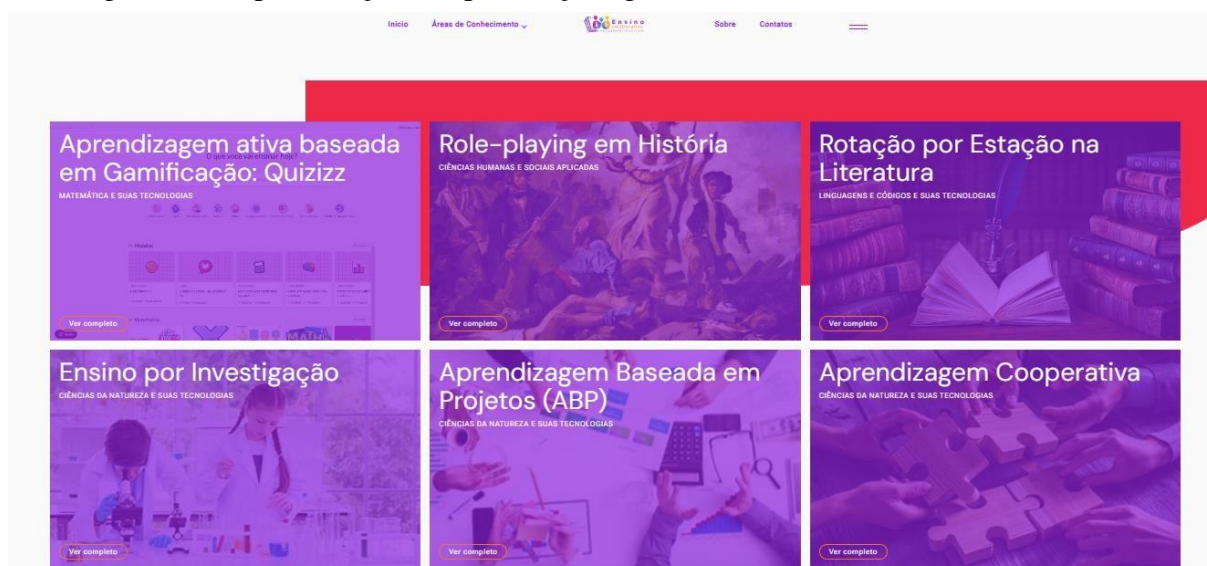 Inicio
Áreas de Conhecimento
Ensino
Sobre
Contatos
Aprendizagem ativa baseada
em Gamificação: Quizizz
MATEMÁTICA E SUAS TECNOLOGIAS
O que você vai ensinar hoje?
Ver completo
Role-playing em História
CIÊNCIAS HUMANAS E SOCIAIS APLICADAS
Ver completo
Rotação por Estação na
Literatura
LINGUAGENS E CÓDIGOS E SUAS TECNOLOGIAS
Ver completo
Ensino por Investigação
CIÊNCIAS DA NATUREZA E SUAS TECNOLOGIAS
Ver completo
Aprendizagem Baseada em
Projetos (ABP)
CIÊNCIAS DA NATUREZA E SUAS TECNOLOGIAS
Ver completo
Aprendizagem Cooperativa
CIÊNCIAS DA NATUREZA E SUAS TECNOLOGIAS
Ver completo